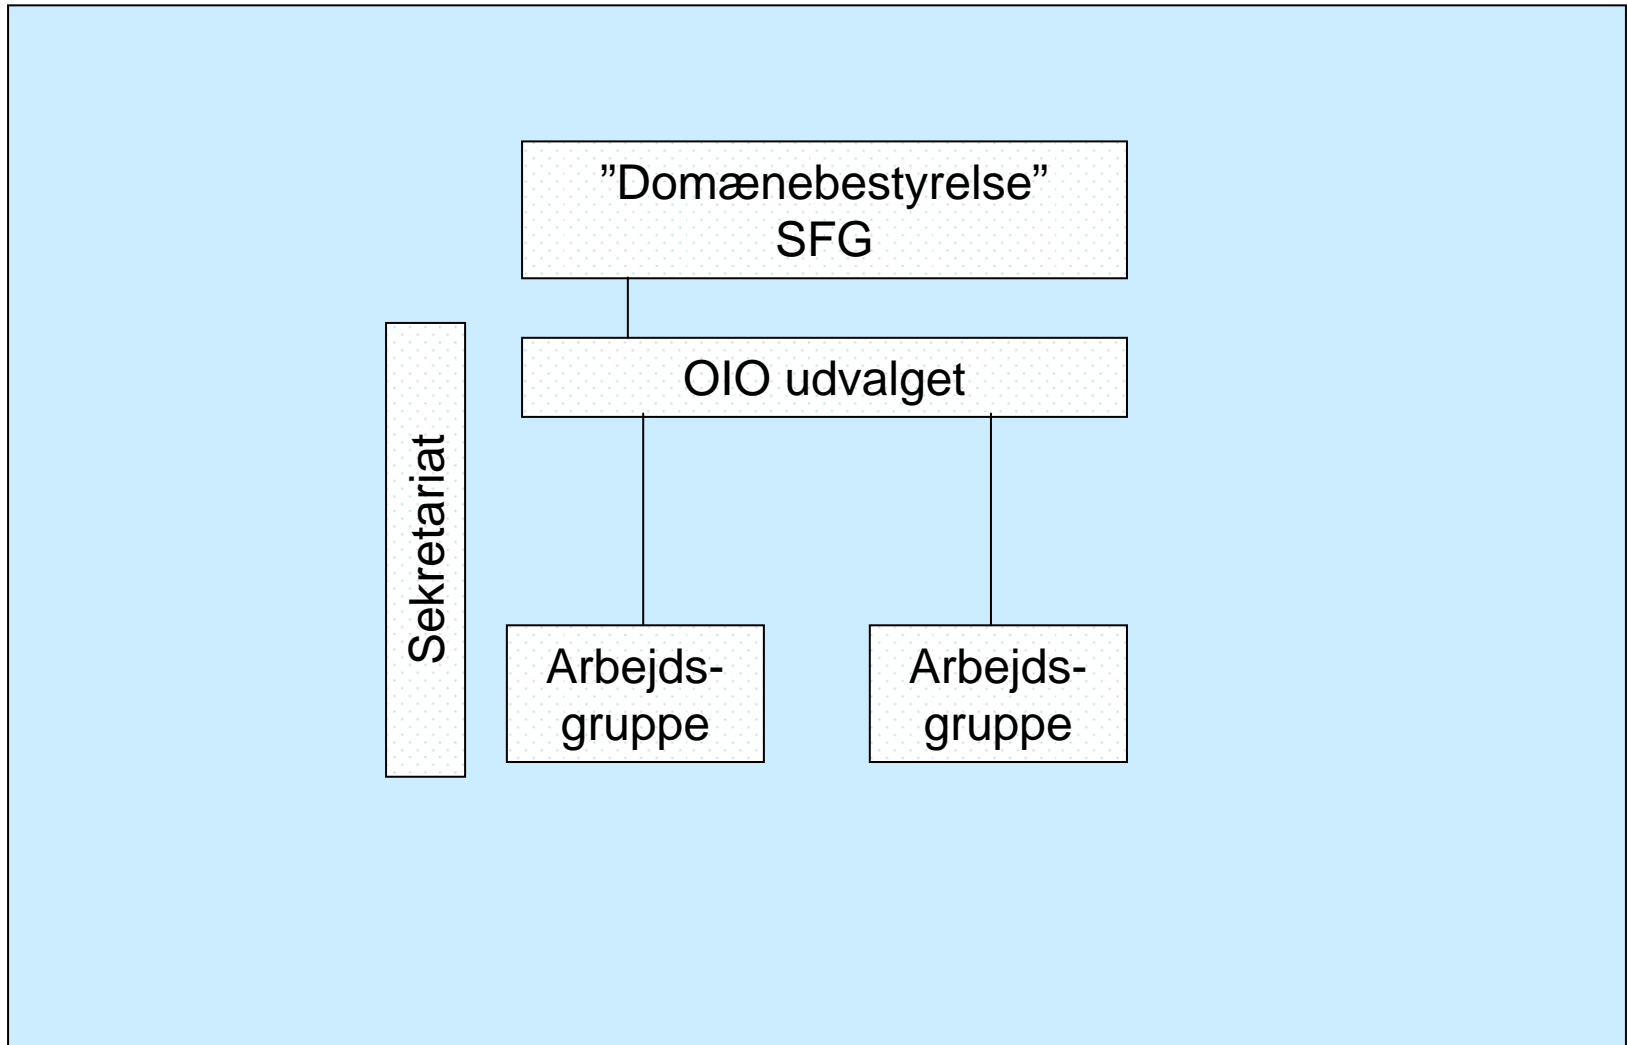 ”Domænebestyrelse”
SFG
OIO udvalget
Sekretariat
Arbejds-
gruppe
Arbejds-
gruppe